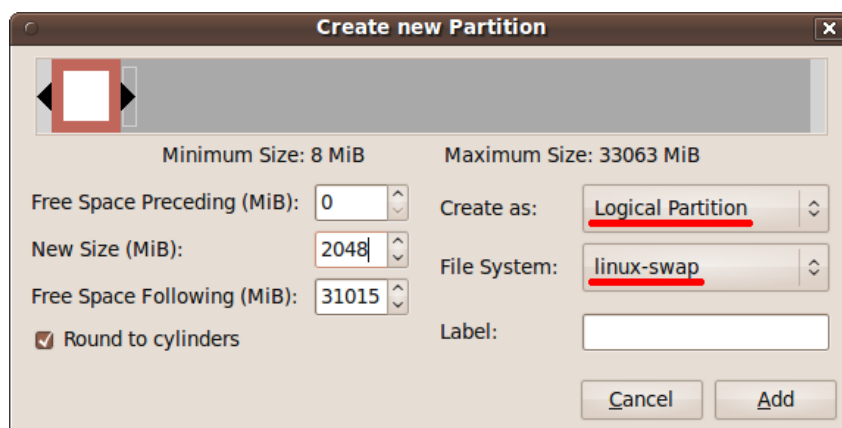 Create new Partition
Minimum Size: 8 MiB Maximum Size: 33063 MiB
Free Space Preceding (MiB): 0
Create as: Logical Partition
New Size (MiB): 2048
File System: linux-swap
Free Space Following (MiB): 31015
Round to cylinders
Label:
Cancel Add